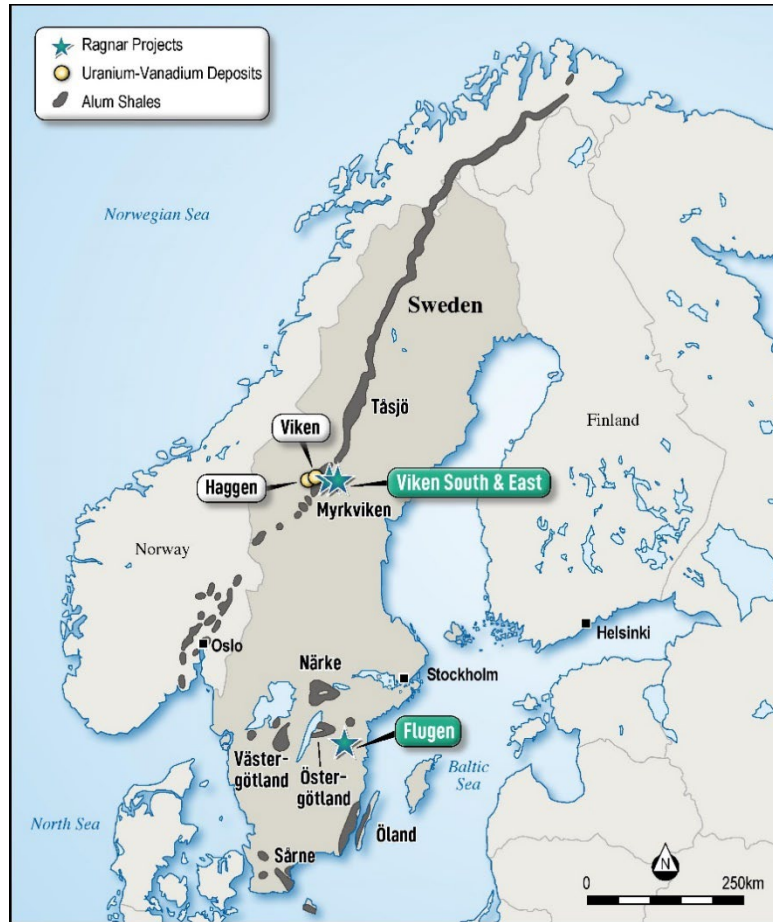 Ragnar Projects
Uranium-Vanadium Deposits
Alum Shales
Norwegian Sea
Sweden
Tåsjö
Finland
Viken
Haggen
Viken South & East
Myrkviken
Norway
Oslo
Helsinki
Närke
Stockholm
Flugen
Väster-
götland
Öster-
götland
Baltic
Sea
North Sea
Öland
Sårne
N
0
250km